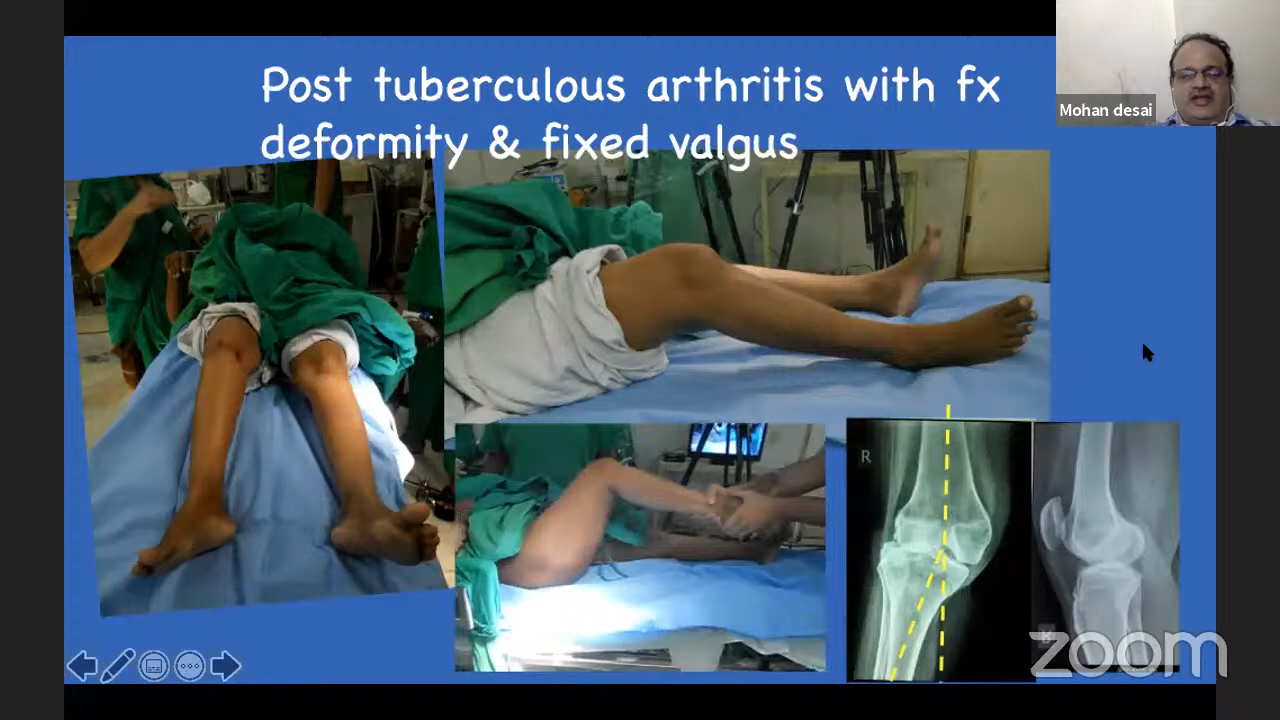 Post tuberculous arthritis with fx
deformity & fixed valgus
Mohan desai
R
zoom